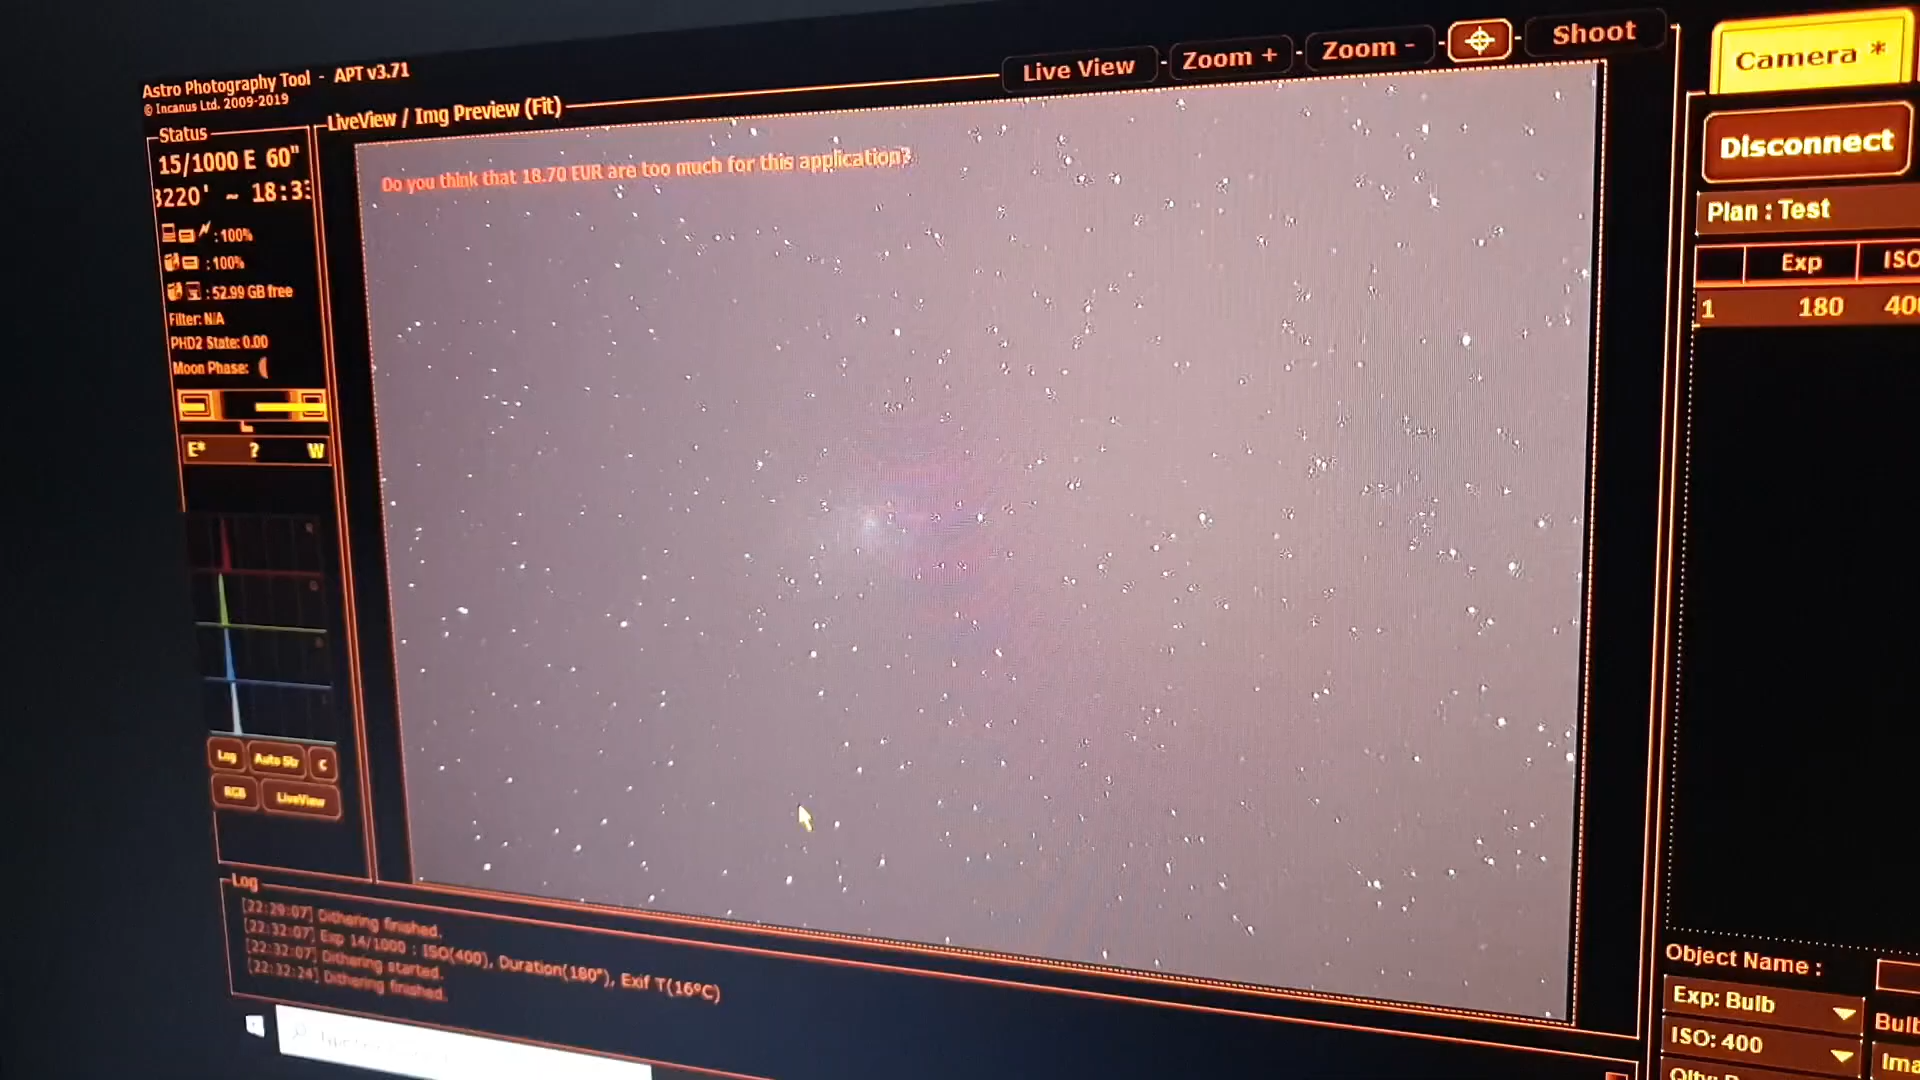 Astro Photography Tool - APT v3.71
© Incanus Ltd. 2009-2019
Live View
Zoom +
Zoom -
Shoot
Camera *
Status
LiveView / Img Preview (Fit)
15/1000 E 60"
3220' ~ 18:3
: 100%
: 100%
: 52.99 GB free
Filter: N/A
PHD2 State: 0.00
Moon Phase:
E* ? W
Do you think that 18.70 EUR are too much for this application?
Disconnect
Plan : Test
Exp ISO
1 180 400
Log Auto Str C
RGB LiveView
Log
[22:29:07] Dithering finished.
[22:32:07] Exp 14/1000 : ISO(400), Duration(180"), Exif T(16°C)
[22:32:07] Dithering started.
[22:32:24] Dithering finished.
Object Name :
Exp: Bulb
Bulb
ISO: 400
Ima